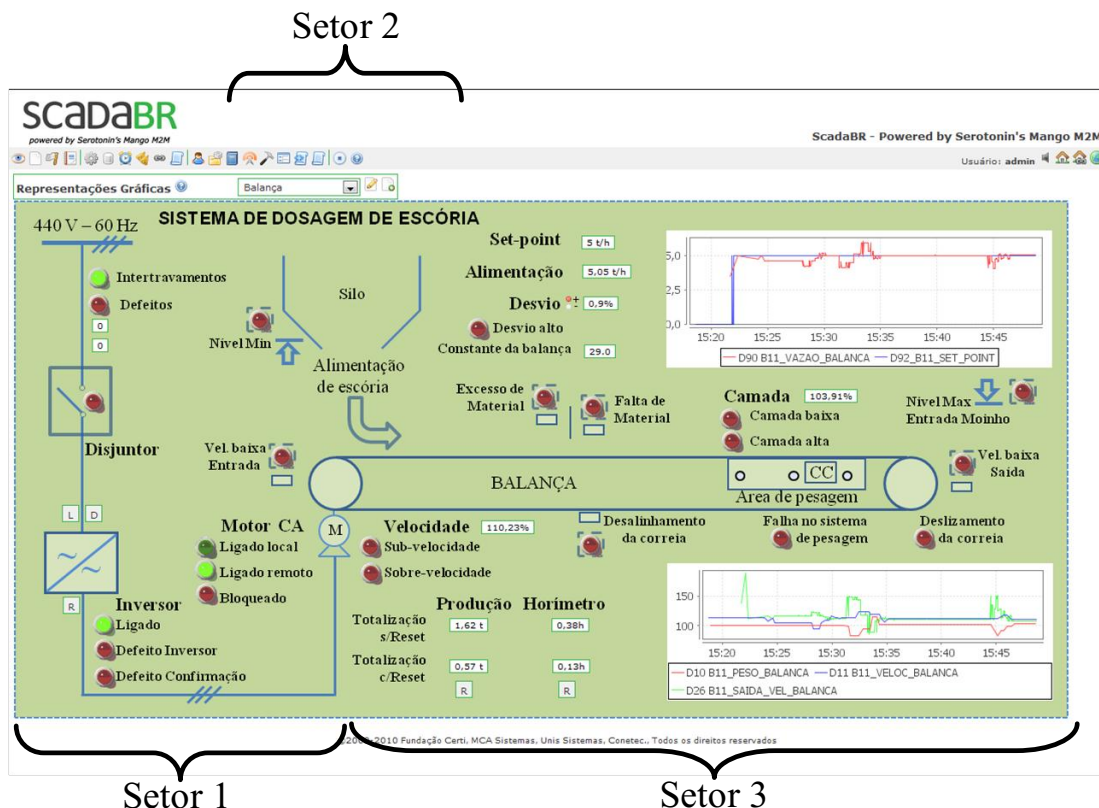 Setor 2
SCADABR
powered by Serotonin's Mango M2M
ScadaBR - Powered by Serotonin's Mango M2M
Usuário: admin
Representações Gráficas
Balança
440 V – 60 Hz
SISTEMA DE DOSAGEM DE ESCÓRIA
Intertravamentos
Defeitos
0
0
Disjuntor
L
D
R
Silo
Nivel Min
Alimentação
de escória
Set-point
5 t/h
Alimentação
5,05 t/h
Desvio
+
-
0,9%
Desvio alto
Constante da balança
29.0
5,0
2,5
0,0
15:20 15:25 15:30 15:35 15:40 15:45
D90 B11_VAZAO_BALANCA
D92_B11_SET_POINT
Excesso de
Material
Falta de
Material
Camada
103,91%
Camada baixa
Camada alta
Nivel Max
Entrada Moinho
Vel. baixa
Entrada
BALANÇA
CC
Area de pesagem
Vel. baixa
Saida
Motor CA
Ligado local
Ligado remoto
Bloqueado
M
Velocidade
110,23%
Sub-velocidade
Sobre-velocidade
Desalinhamento
da correia
Falha no sistema
de pesagem
Deslizamento
da correia
Inversor
Ligado
Defeito Inversor
Defeito Confirmação
Produção
Horímetro
Totalização
s/Reset
1,62 t
0,38h
Totalização
c/Reset
0,57 t
0,13h
R
R
150
100
15:20 15:25 15:30 15:35 15:40 15:45
D10 B11_PESO_BALANCA
D11 B11_VELOC_BALANCA
D26 B11_SAIDA_VEL_BALANCA
2010 Fundação Certi, MCA Sistemas, Unis Sistemas, Conetec.. Todos os direitos reservados
Setor 1
Setor 3